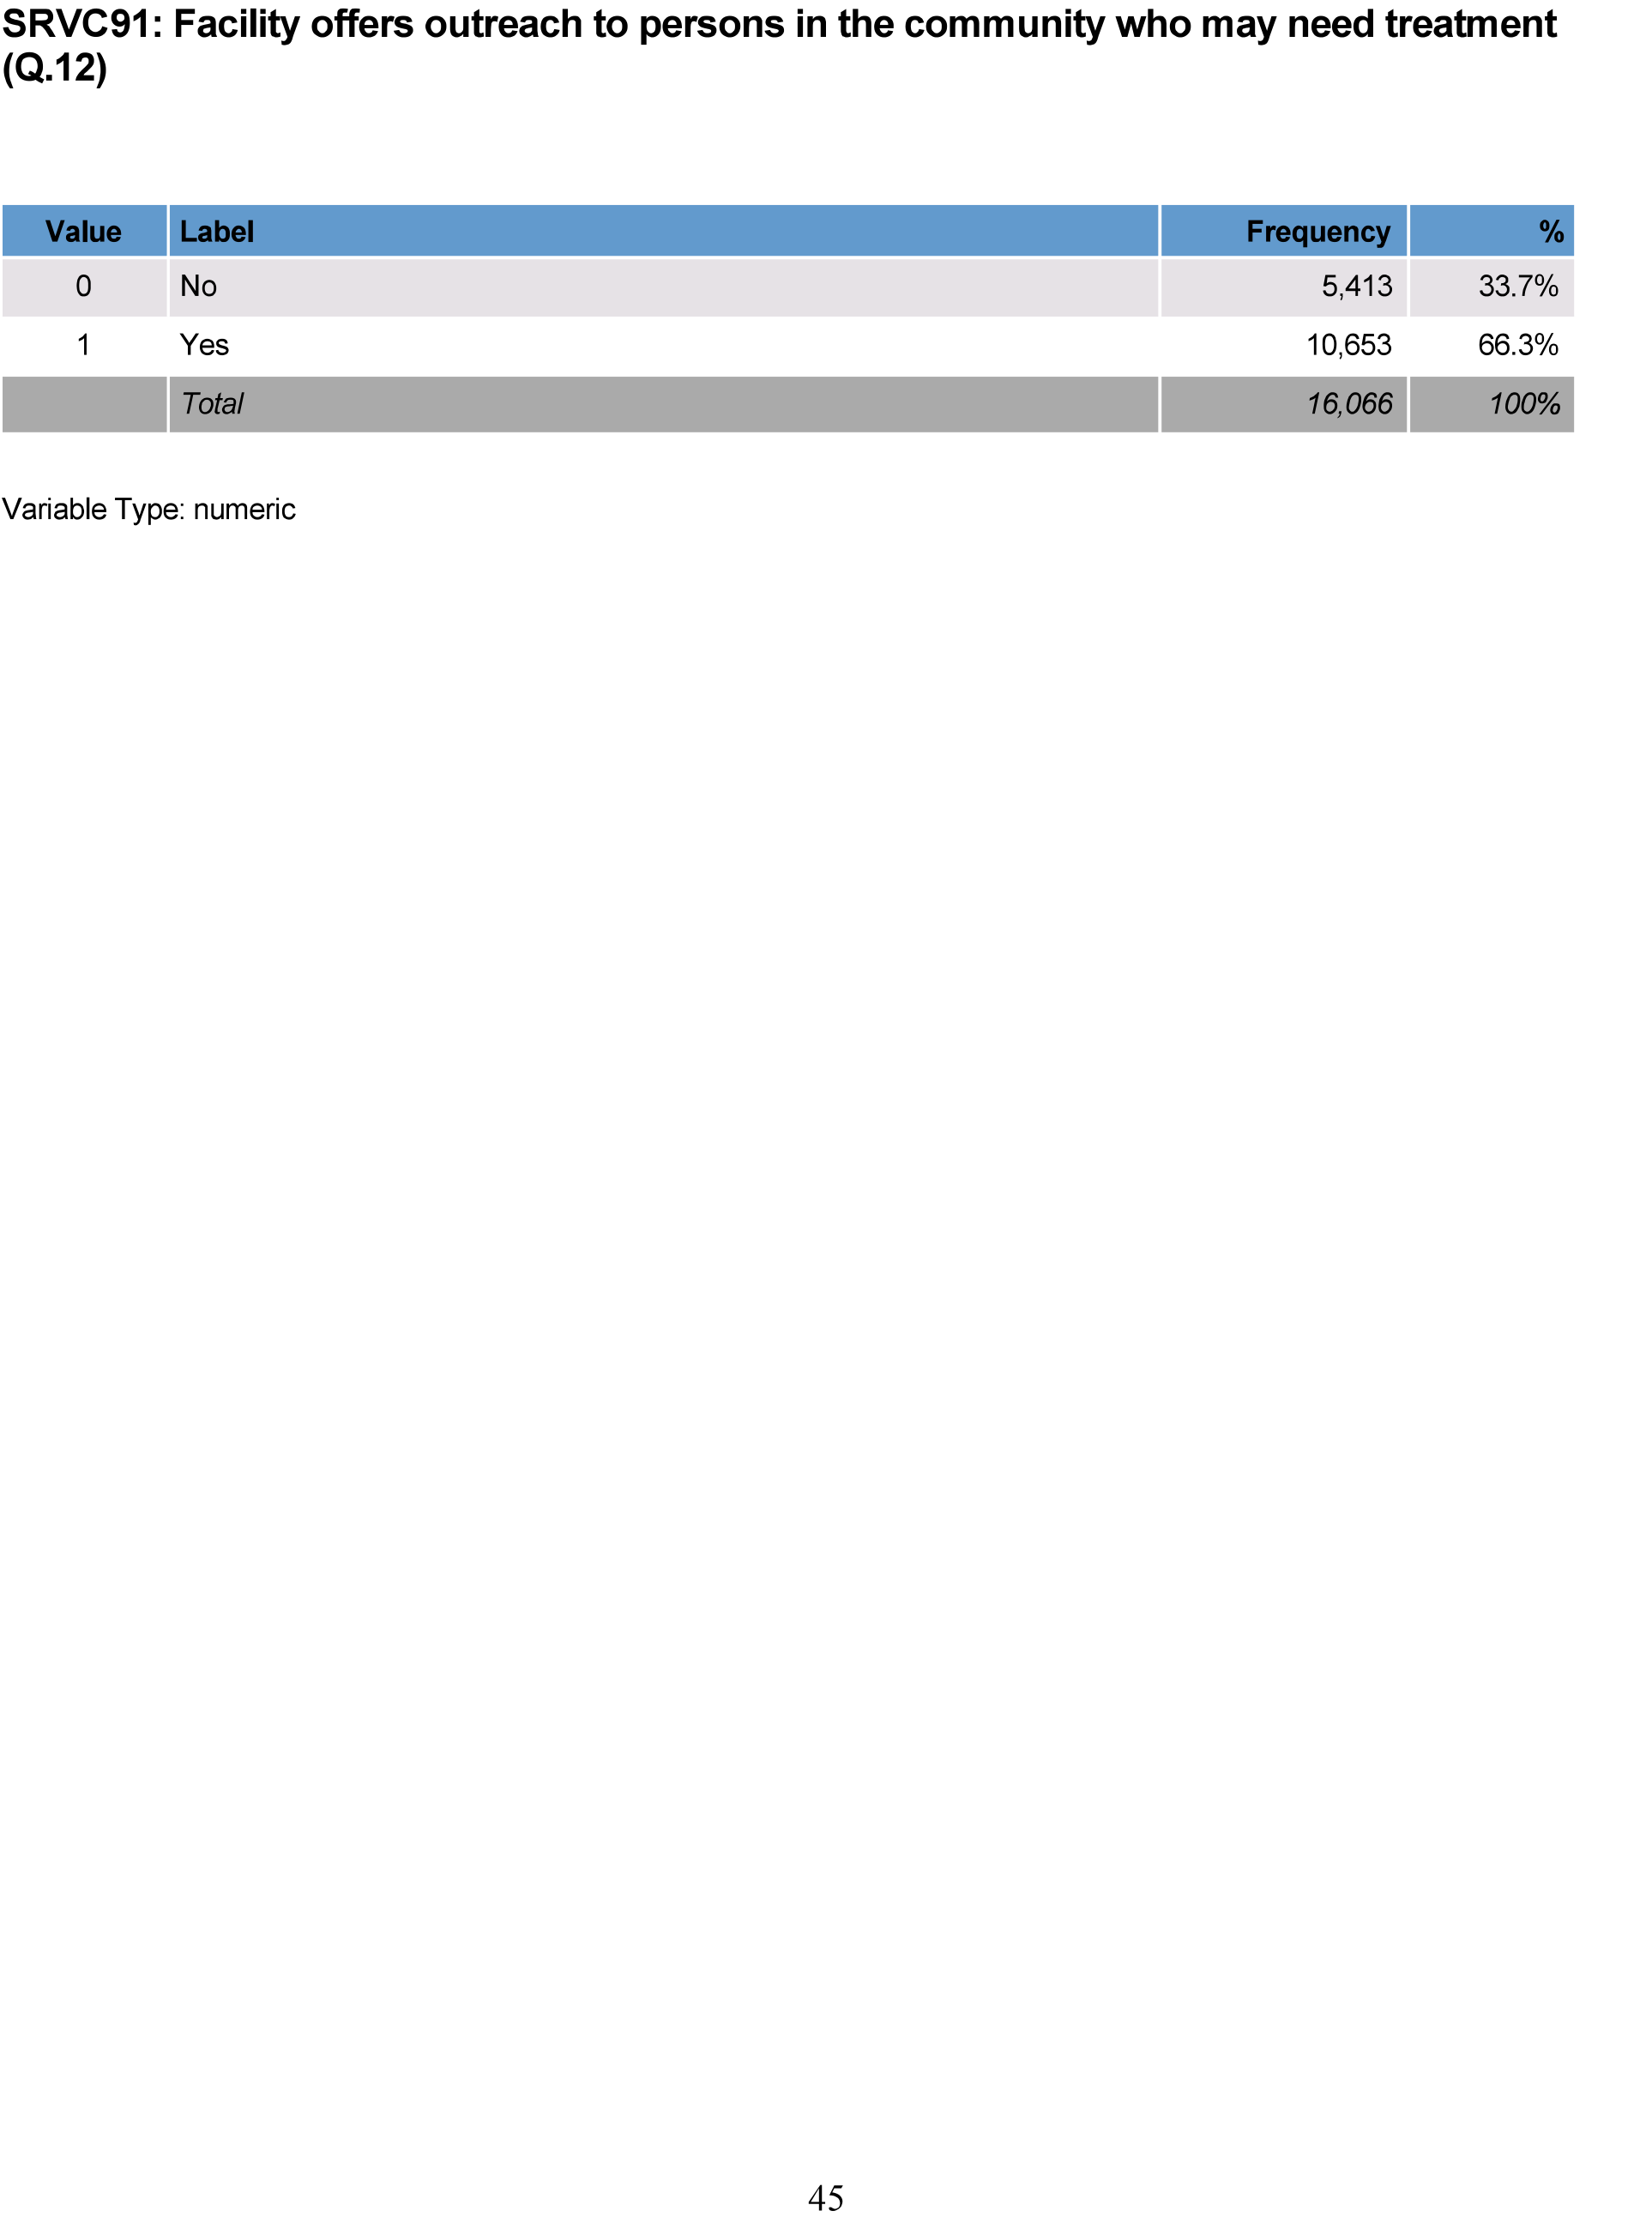 SRVC91: Facility offers outreach to persons in the community who may need treatment
(Q.12)
Value Label Frequency %
0 No 5,413 33.7%
1 Yes 10,653 66.3%
Total 16,066 100%
Variable Type: numeric
45